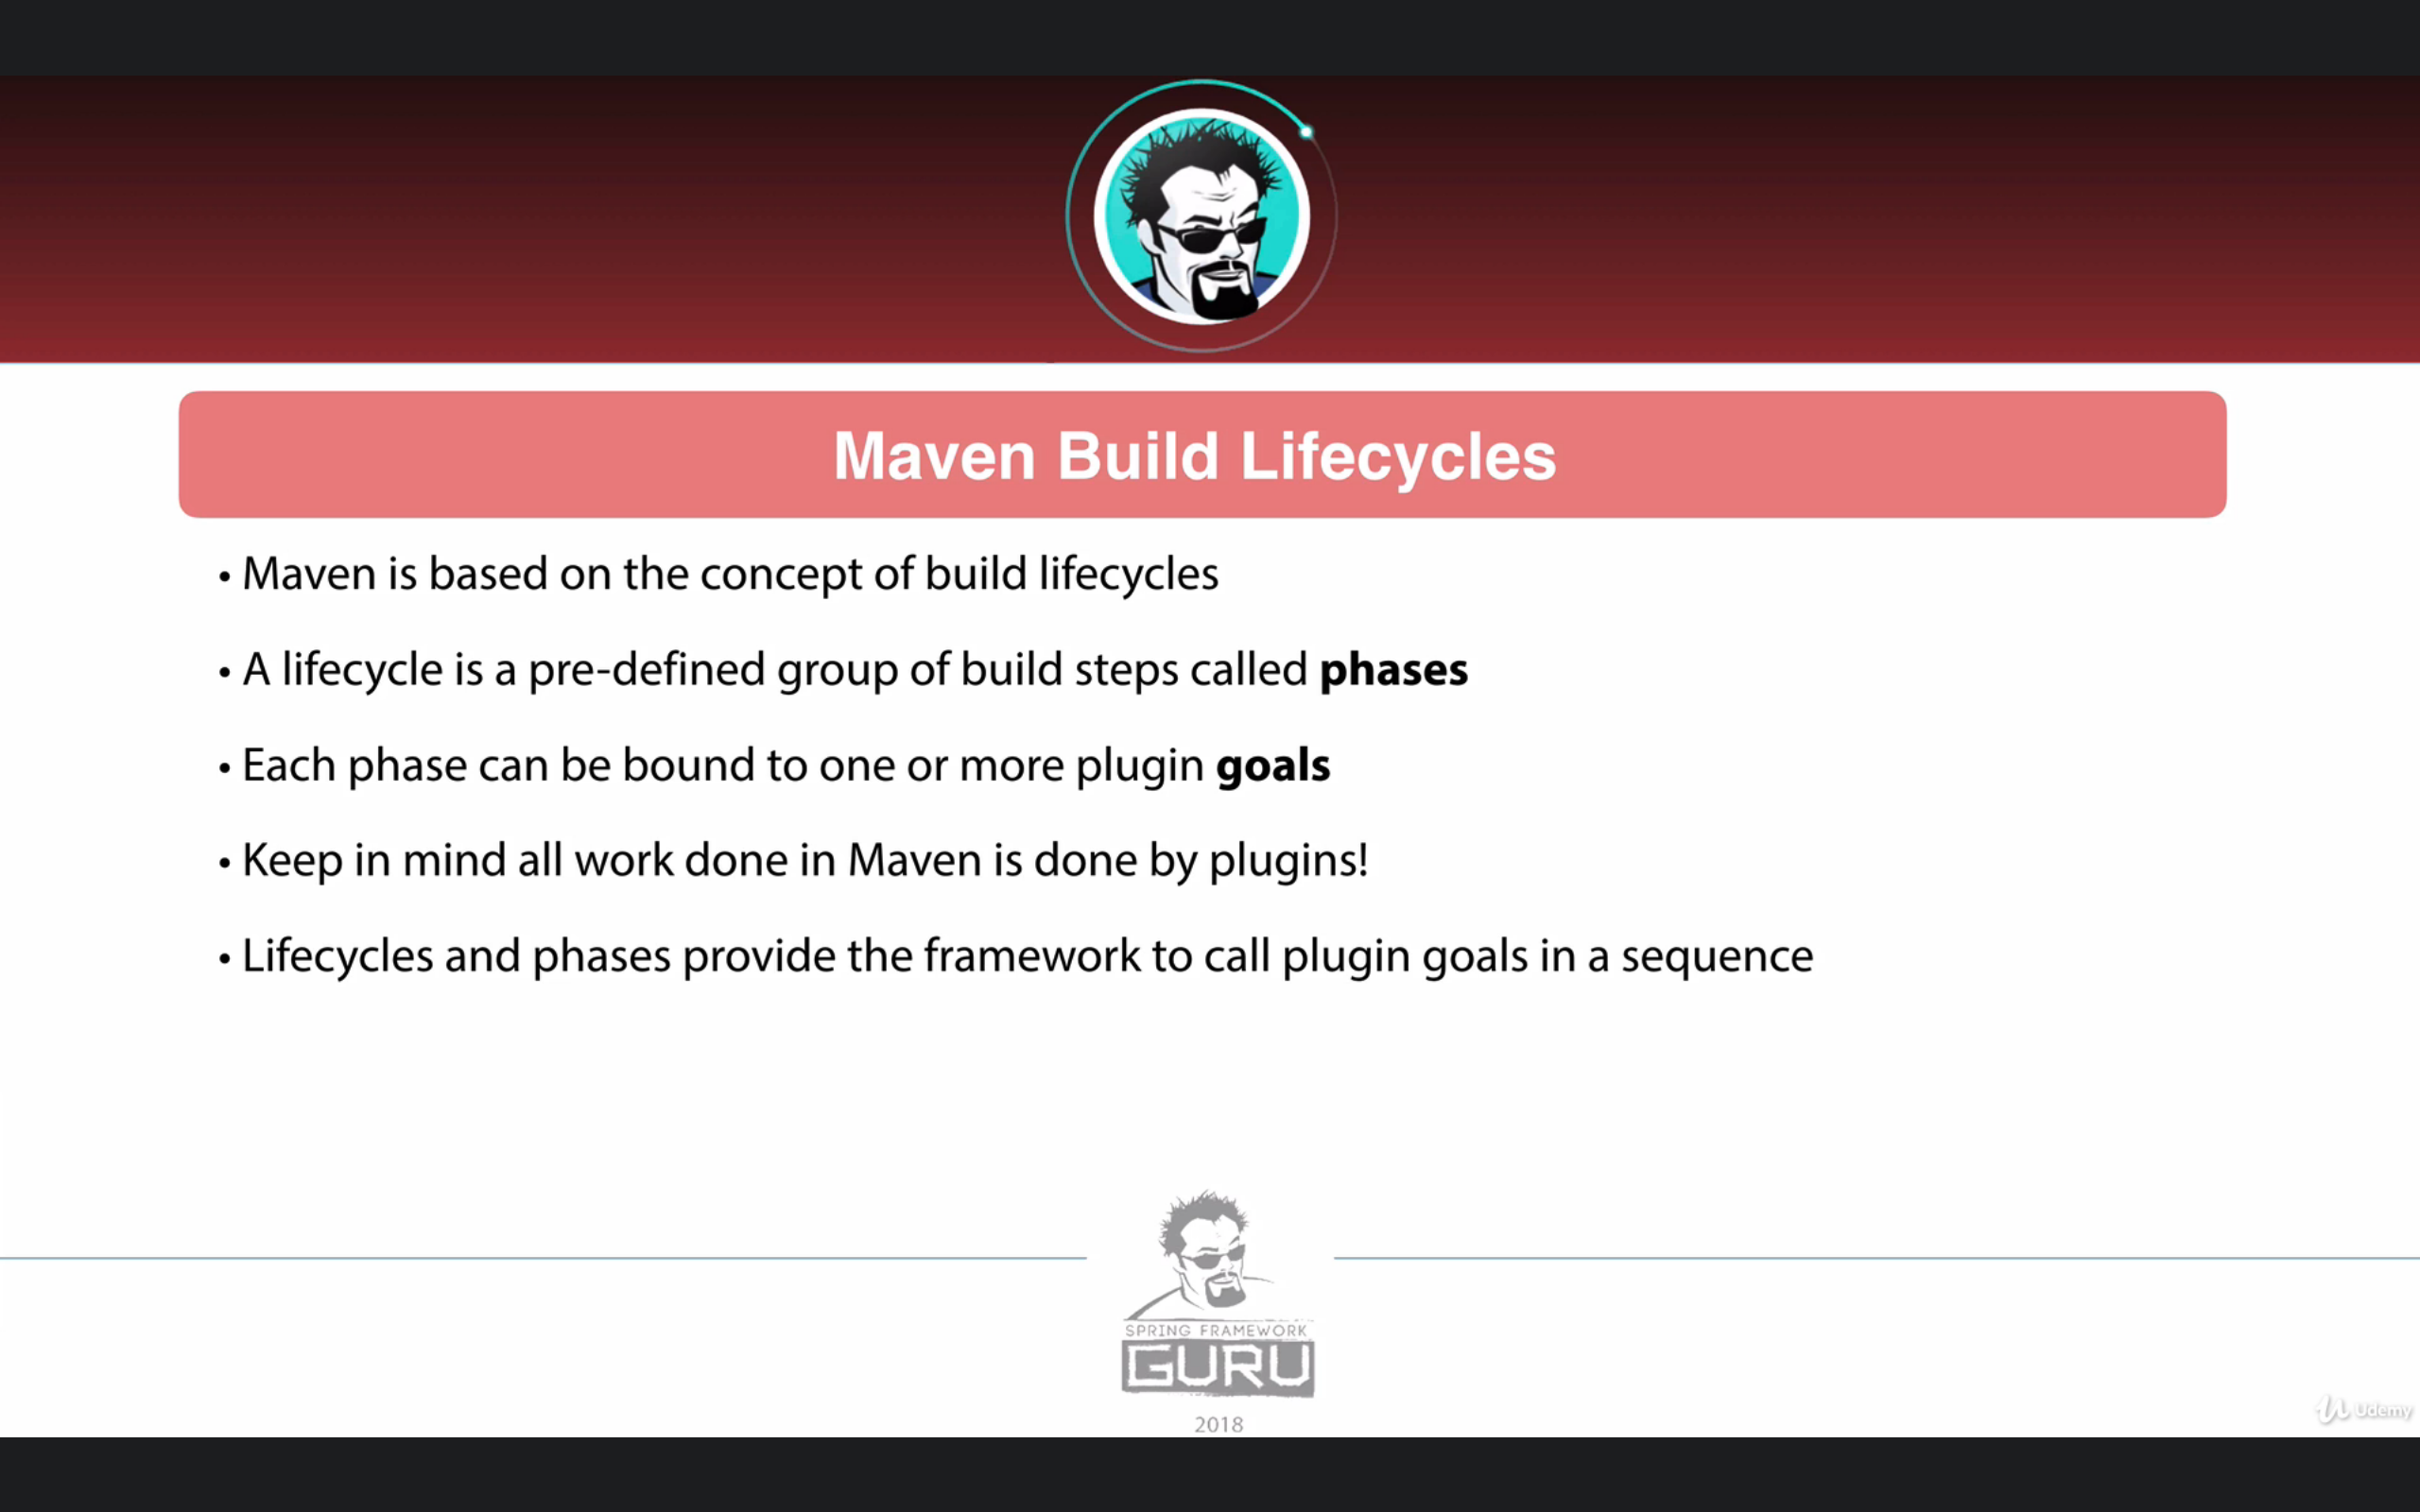 Maven Build Lifecycles
• Maven is based on the concept of build lifecycles
• A lifecycle is a pre-defined group of build steps called phases
• Each phase can be bound to one or more plugin goals
• Keep in mind all work done in Maven is done by plugins!
• Lifecycles and phases provide the framework to call plugin goals in a sequence
SPRING FRAMEWORK
GURU
2018
Udemy